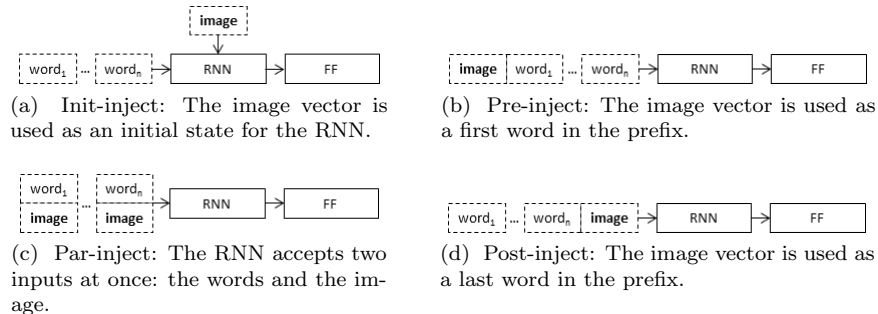 image
word₁ ... wordₙ RNN FF
(a) Init-inject: The image vector is
used as an initial state for the RNN.
image word₁ ... wordₙ RNN FF
(b) Pre-inject: The image vector is used as
a first word in the prefix.
word₁ ... wordₙ
image image RNN FF
(c) Par-inject: The RNN accepts two
inputs at once: the words and the im-
age.
word₁ ... wordₙ image RNN FF
(d) Post-inject: The image vector is used as
a last word in the prefix.